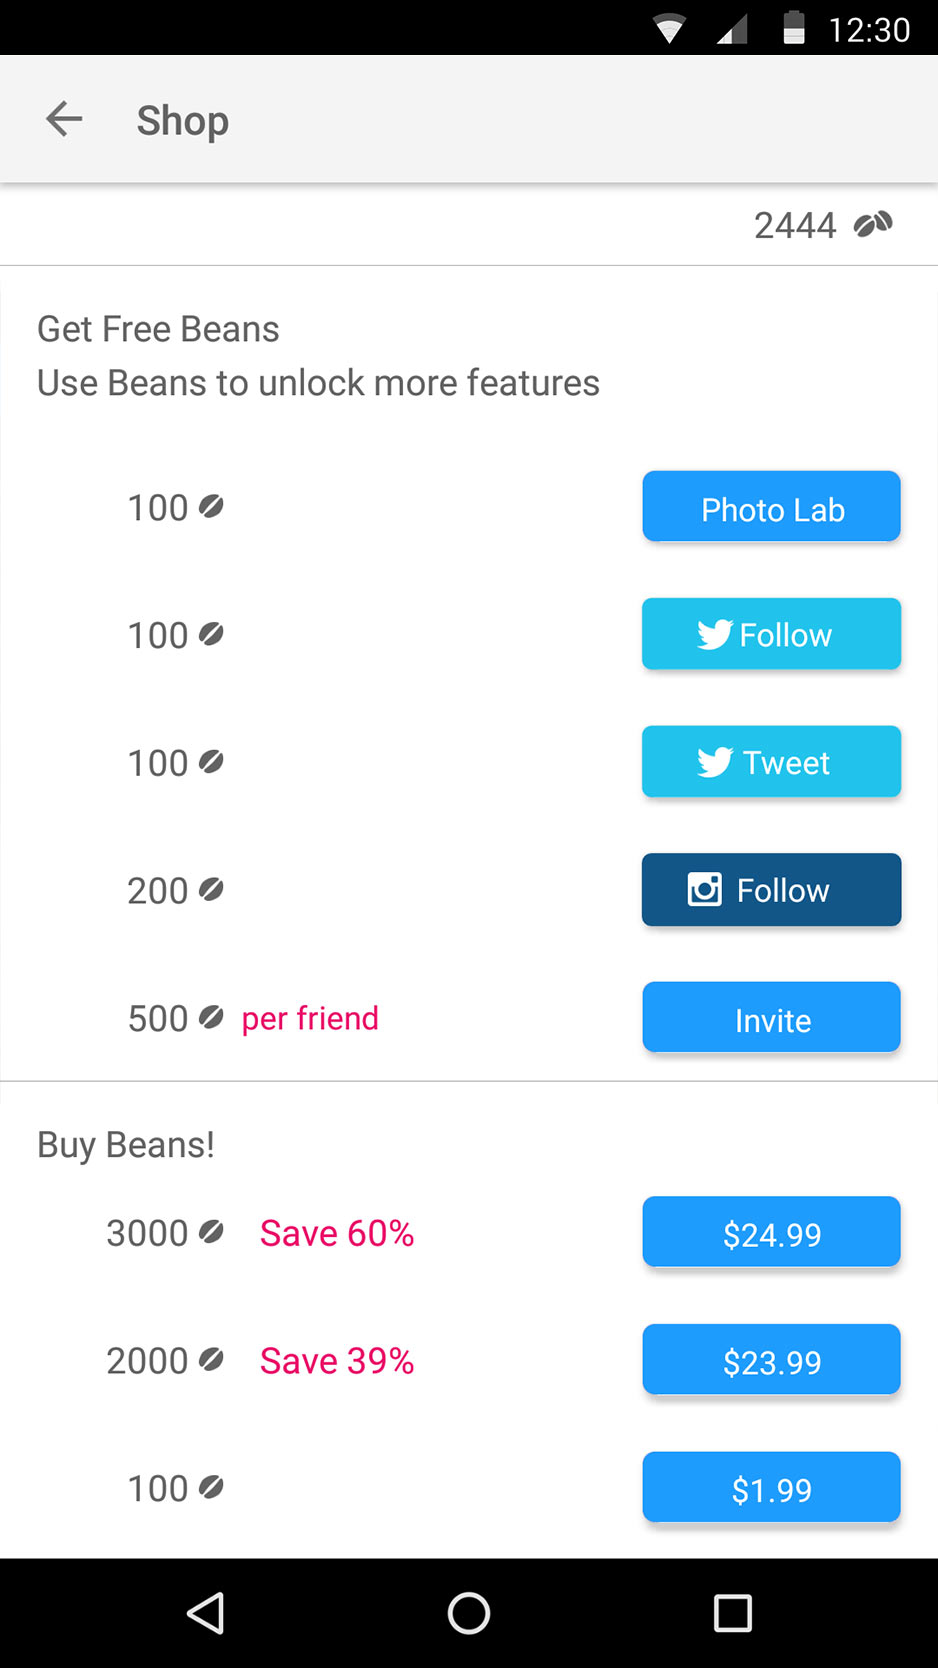 12:30
Shop
2444
Get Free Beans
Use Beans to unlock more features
100 Photo Lab
100 Follow
100 Tweet
200 Follow
500 per friend Invite
Buy Beans!
3000 Save 60% $24.99
2000 Save 39% $23.99
100 $1.99